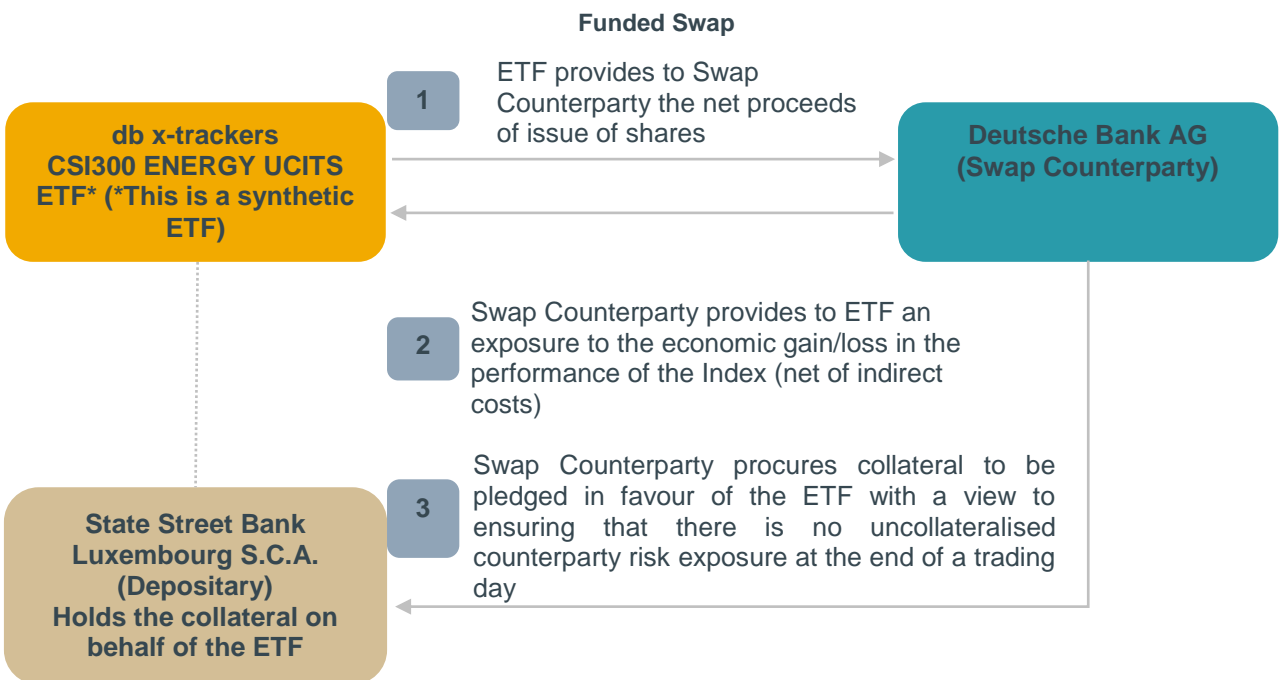 Funded Swap
1
ETF provides to Swap
Counterparty the net proceeds
of issue of shares
db x-trackers
CSI300 ENERGY UCITS
ETF* (*This is a synthetic
ETF)
Deutsche Bank AG
(Swap Counterparty)
2
Swap Counterparty provides to ETF an
exposure to the economic gain/loss in the
performance of the Index (net of indirect
costs)
3
Swap Counterparty procures collateral to be
pledged in favour of the ETF with a view to
ensuring that there is no uncollateralised
counterparty risk exposure at the end of a trading
day
State Street Bank
Luxembourg S.C.A.
(Depositary)
Holds the collateral on
behalf of the ETF